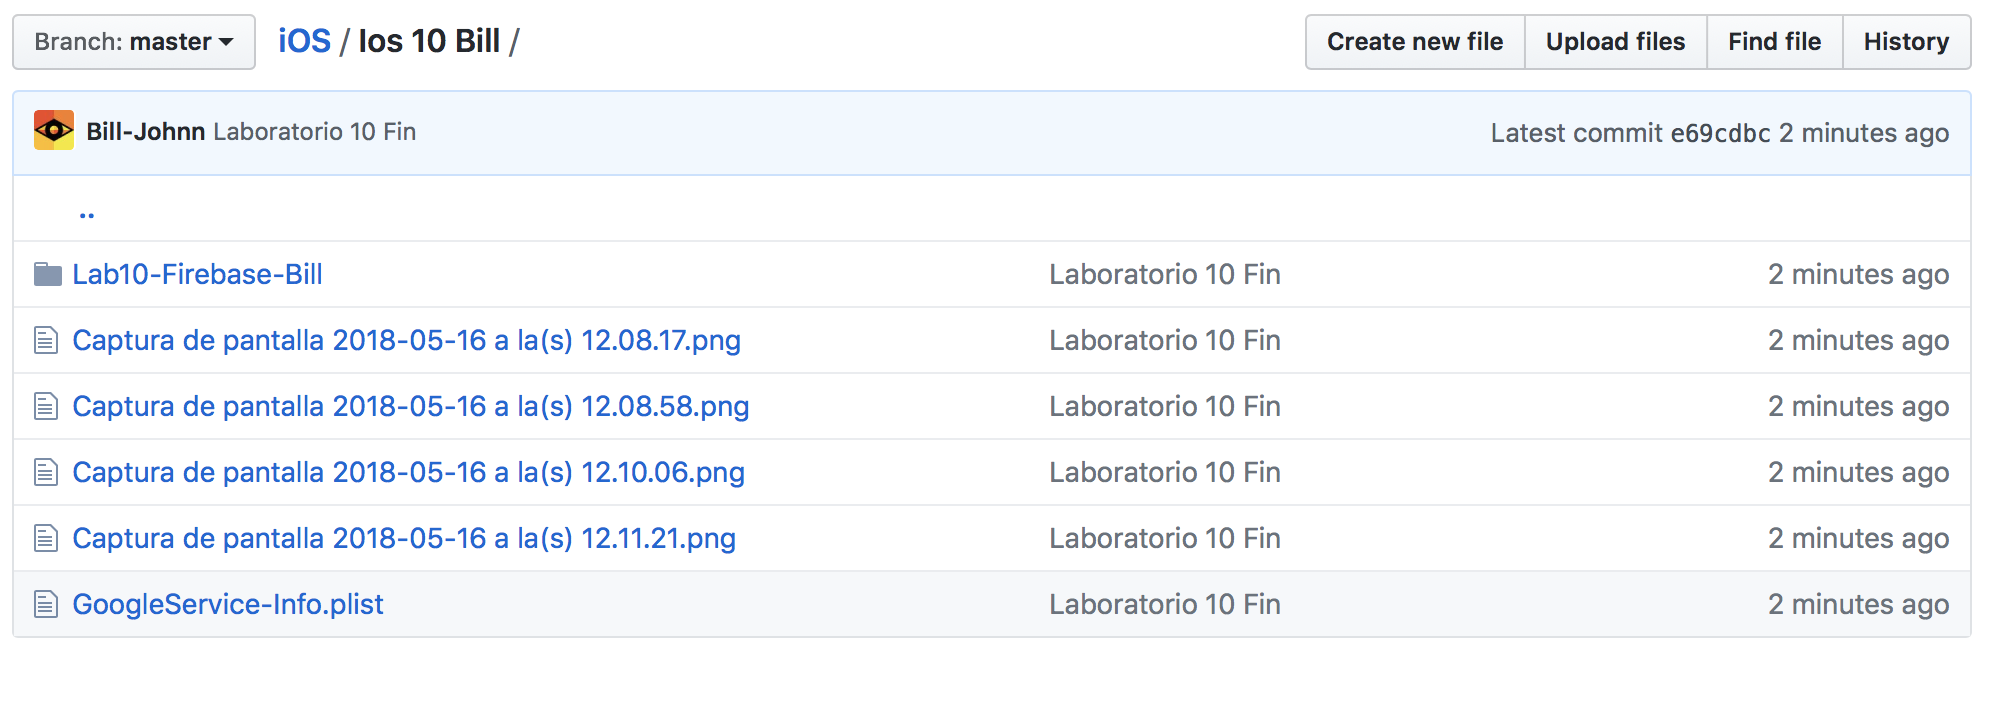 Branch: master iOS / Ios 10 Bill / Create new file Upload files Find file History
Bill-Johnn Laboratorio 10 Fin Latest commit e69cdbc 2 minutes ago
..
Lab10-Firebase-Bill Laboratorio 10 Fin 2 minutes ago
Captura de pantalla 2018-05-16 a la(s) 12.08.17.png Laboratorio 10 Fin 2 minutes ago
Captura de pantalla 2018-05-16 a la(s) 12.08.58.png Laboratorio 10 Fin 2 minutes ago
Captura de pantalla 2018-05-16 a la(s) 12.10.06.png Laboratorio 10 Fin 2 minutes ago
Captura de pantalla 2018-05-16 a la(s) 12.11.21.png Laboratorio 10 Fin 2 minutes ago
GoogleService-Info.plist Laboratorio 10 Fin 2 minutes ago